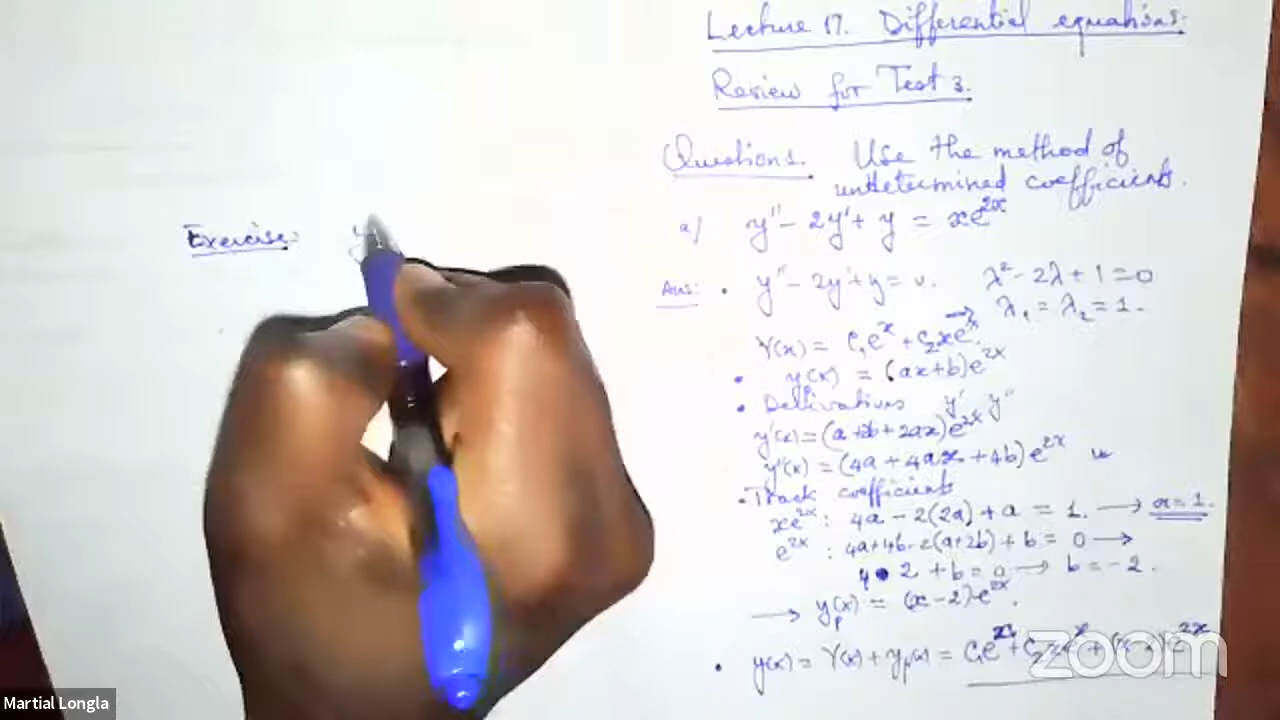 Lecture 17. Differential equations.
Review for Test 3.
Questions. Use the method of
undetermined coefficients.
a/ y'' - 2y' + y = xe^{2x}
Ans: • y'' - 2y' + y = 0. λ² - 2λ + 1 = 0
→ λ₁ = λ₂ = 1.
Y(x) = C₁e^x + C₂xe^x.
• y(x) = (ax+b)e^{2x}
• Derivatives y' y''
y'(x) = (a+2b+2ax)e^{2x}
y''(x) = (4a+4ax+4b)e^{2x}
• Track coefficients
xe^{2x} : 4a - 2(2a) + a = 1. → a = 1.
e^{2x} : 4a+4b-2(a+2b) + b = 0 →
2 + b = 0 → b = -2.
→ y_p(x) = (x-2)e^{2x}.
• y(x) = Y(x) + y_p(x) = C₁e^x + C₂
Exercise: y
zoom
Martial Longla